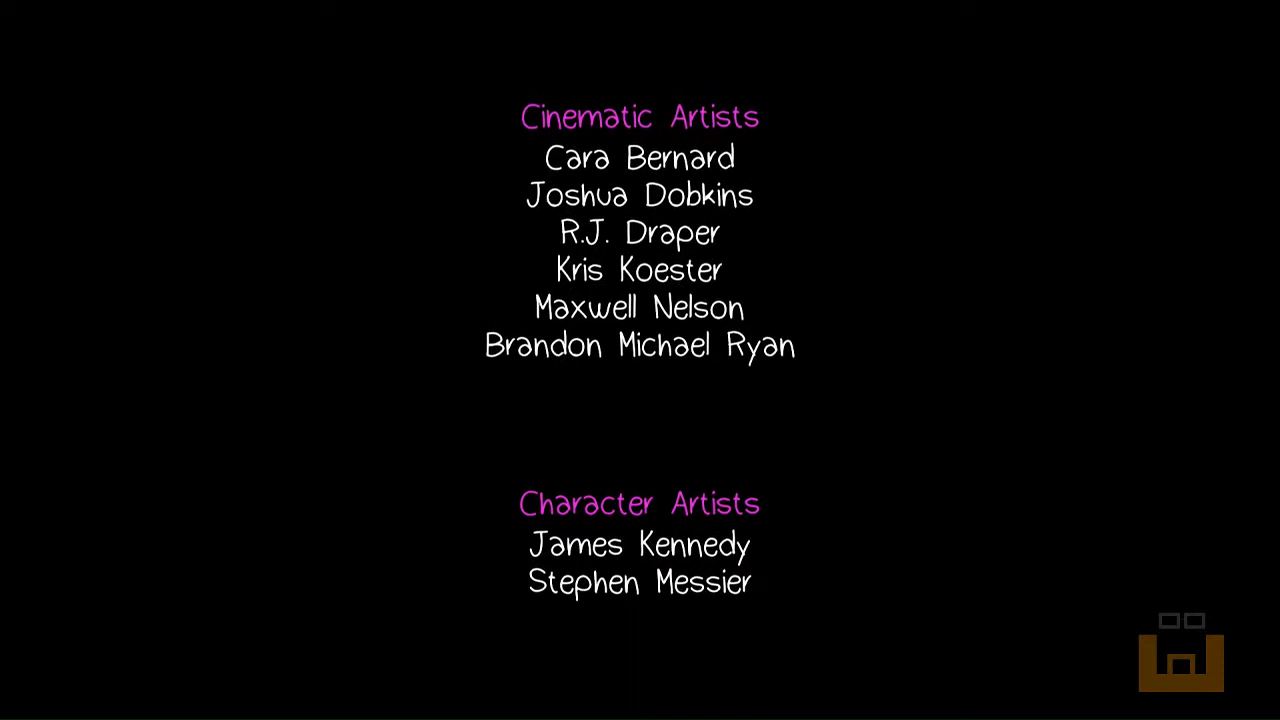 Cinematic Artists
Cara Bernard
Joshua Dobkins
R.J. Draper
Kris Koester
Maxwell Nelson
Brandon Michael Ryan
Character Artists
James Kennedy
Stephen Messier